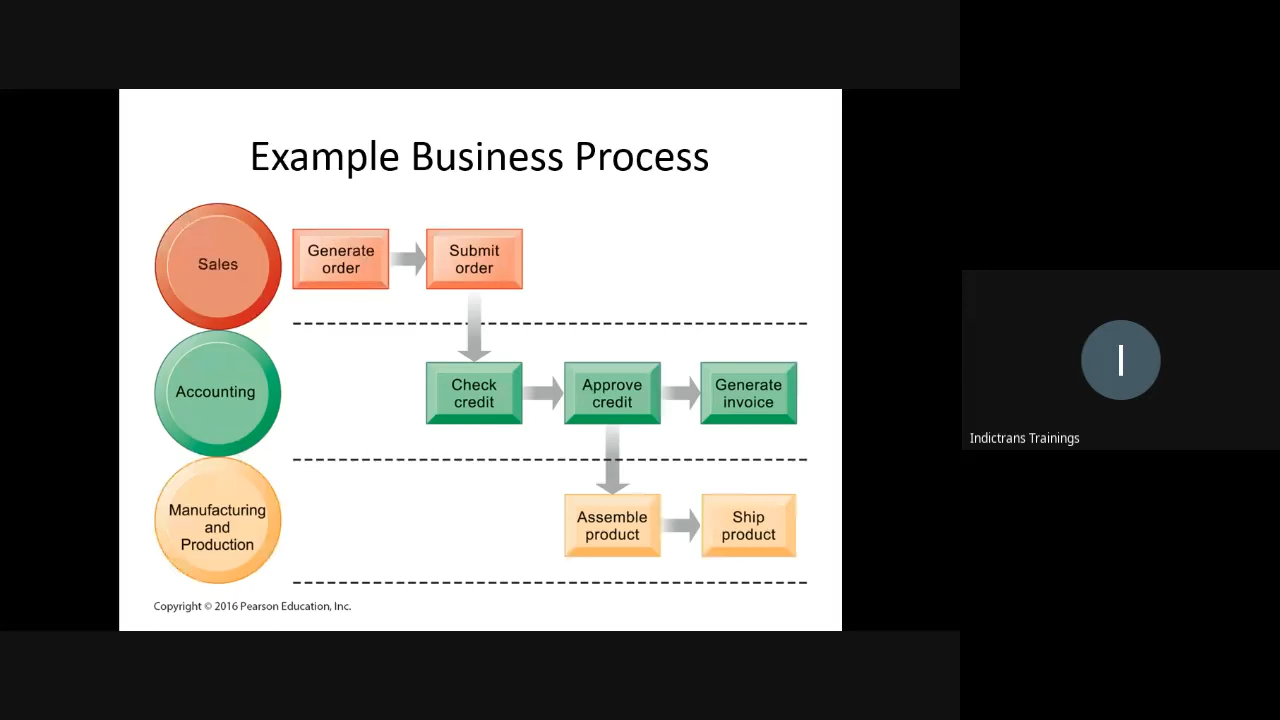 Example Business Process
Sales
Generate
order
Submit
order
Accounting
Check
credit
Approve
credit
Generate
invoice
Manufacturing
and
Production
Assemble
product
Ship
product
Copyright © 2016 Pearson Education, Inc.
I
Indictrans Trainings